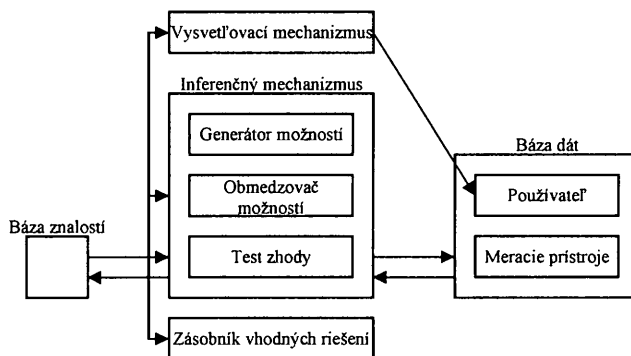 Vysvetľovací mechanizmus
Inferenčný mechanizmus
Generátor možností
Obmedzovač
možností
Test zhody
Báza znalostí
Báza dát
Používateľ
Meracie prístroje
Zásobník vhodných riešení